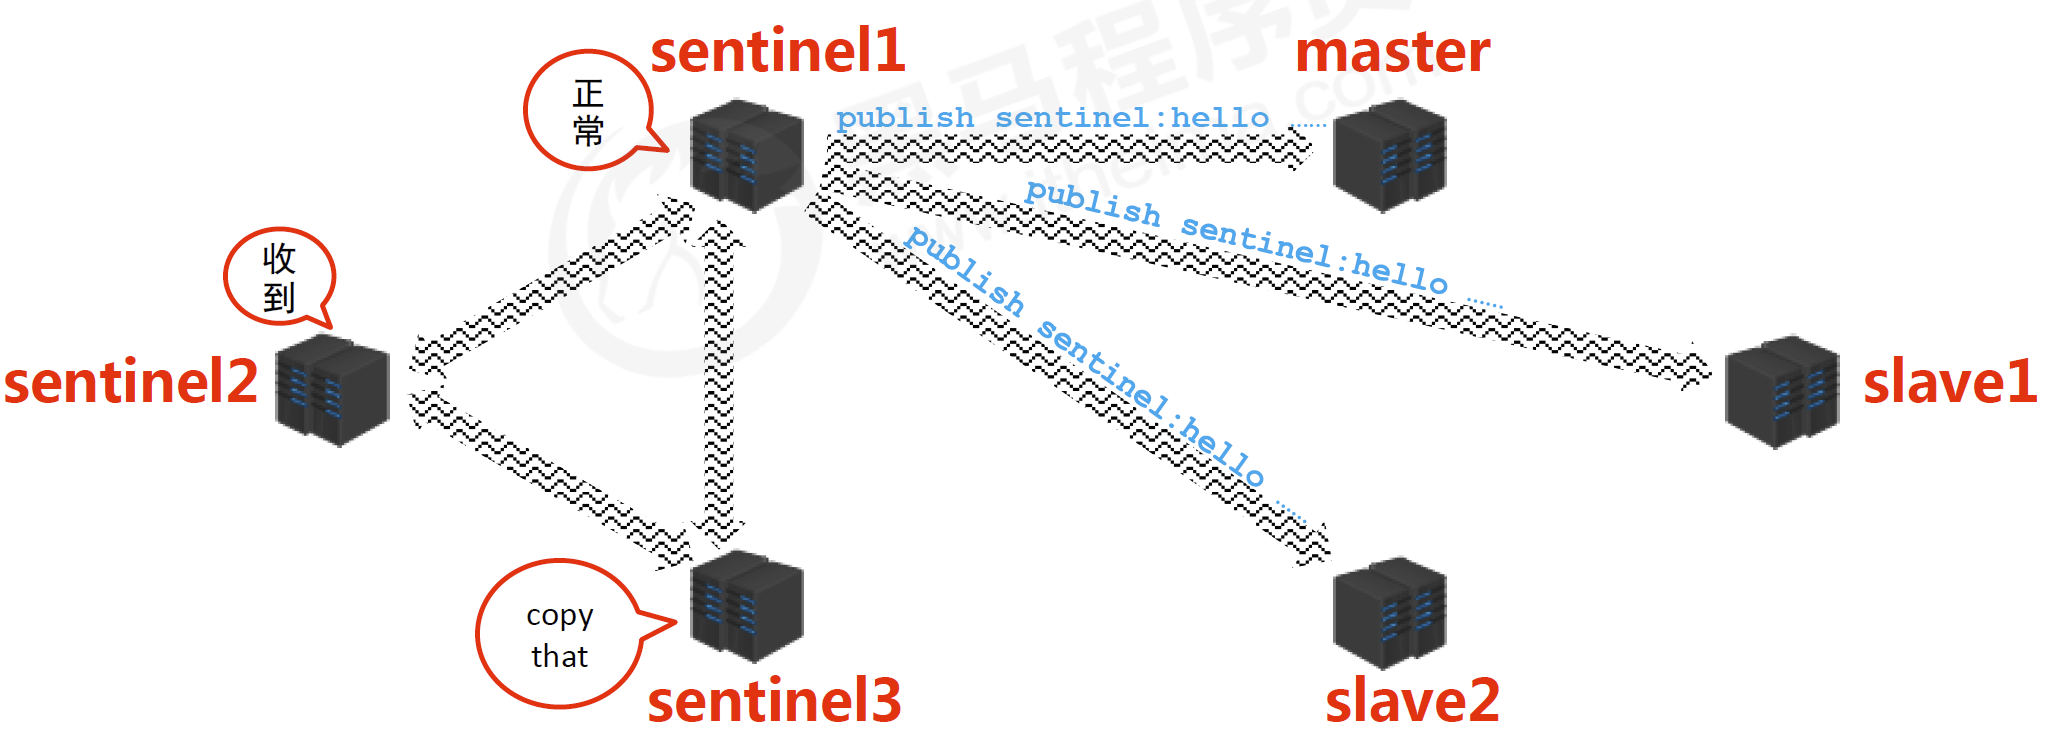 sentinel1
master
正
常
publish sentinel:hello ……
publish sentinel:hello ……
publish sentinel:hello ……
收
到
sentinel2
slave1
copy
that
sentinel3
slave2